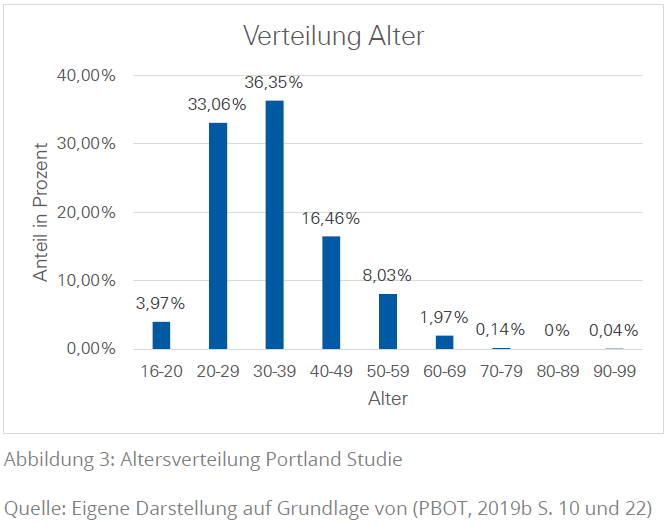 Verteilung Alter
Anteil in Prozent
40,00%
30,00%
20,00%
10,00%
0,00%
3,97%
33,06%
36,35%
16,46%
8,03%
1,97%
0,14%
0%
0,04%
16-20 20-29 30-39 40-49 50-59 60-69 70-79 80-89 90-99
Alter
Abbildung 3: Altersverteilung Portland Studie
Quelle: Eigene Darstellung auf Grundlage von (PBOT, 2019b S. 10 und 22)